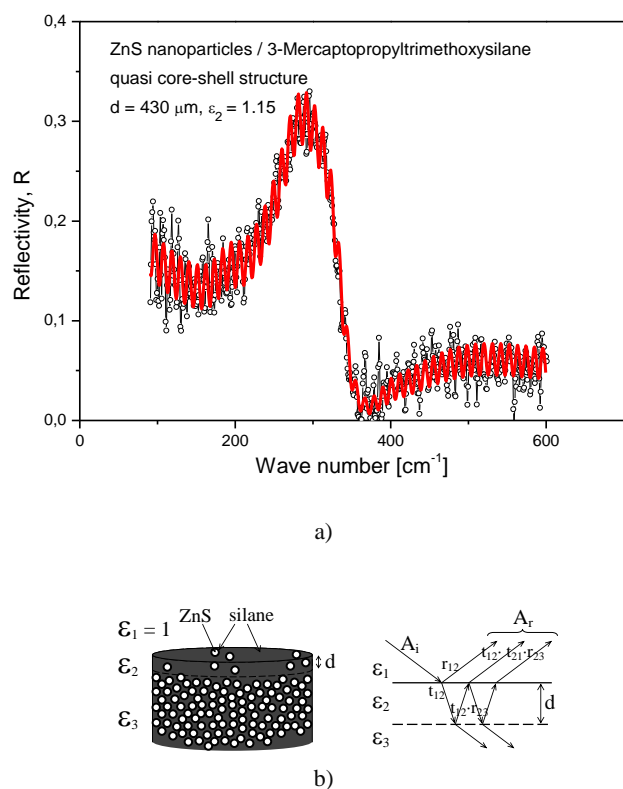 0,4
ZnS nanoparticles / 3-Mercaptopropyltrimethoxysilane
quasi core-shell structure
d = 430 μm, ε₂ = 1.15
0,3
0,2
0,1
0,0
Reflectivity, R
0 200 400 600
Wave number [cm⁻¹]
a)
ZnS silane
ε₁ = 1
ε₂
ε₃
d
Aᵢ
Aᵣ
r₁₂
t₁₂· t₂₁· r₂₃
ε₁
t₁₂
ε₂
t₁₂·r₂₃
d
ε₃
b)